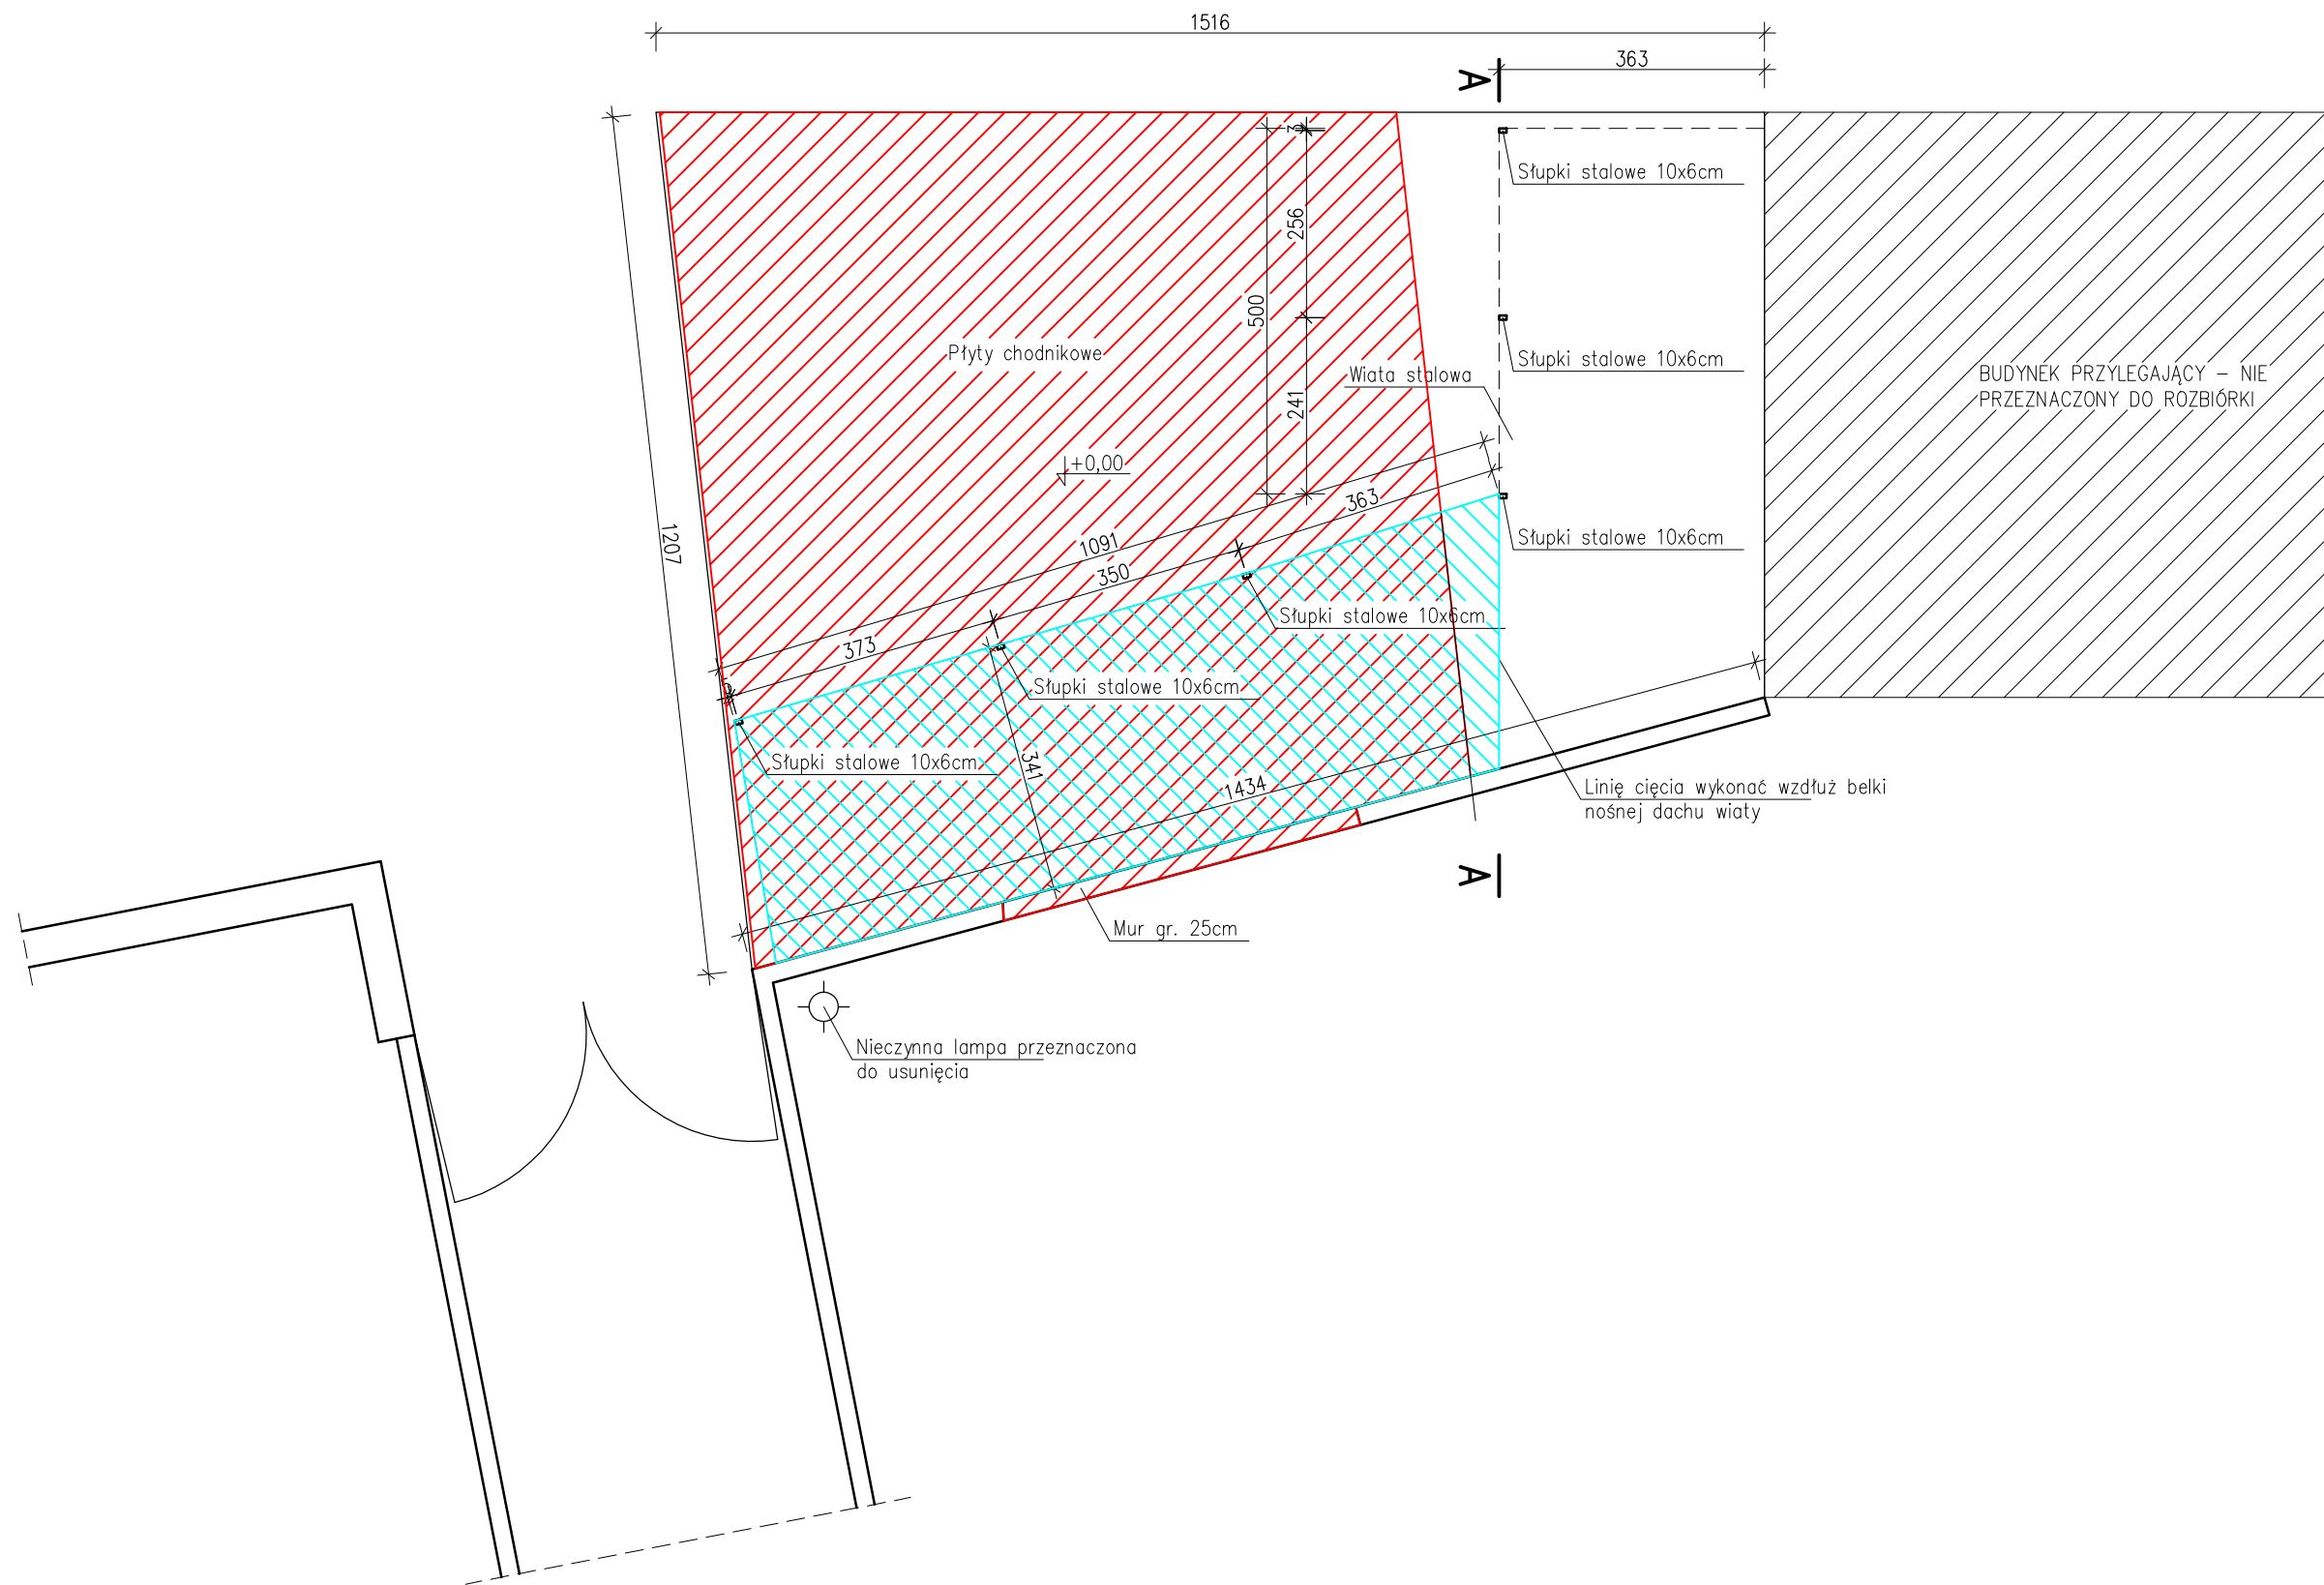 1516
363
A
3
Słupki stalowe 10x6cm
256
500
Płyty chodnikowe
Słupki stalowe 10x6cm
Wiata stalowa
BUDYNEK PRZYLEGAJĄCY – NIE
PRZEZNACZONY DO ROZBIÓRKI
241
+0,00
363
1207
1091
Słupki stalowe 10x6cm
350
Słupki stalowe 10x6cm
373
Słupki stalowe 10x6cm
Słupki stalowe 10x6cm
341
1434
Linię cięcia wykonać wzdłuż belki
nośnej dachu wiaty
A
Mur gr. 25cm
Nieczynna lampa przeznaczona
do usunięcia